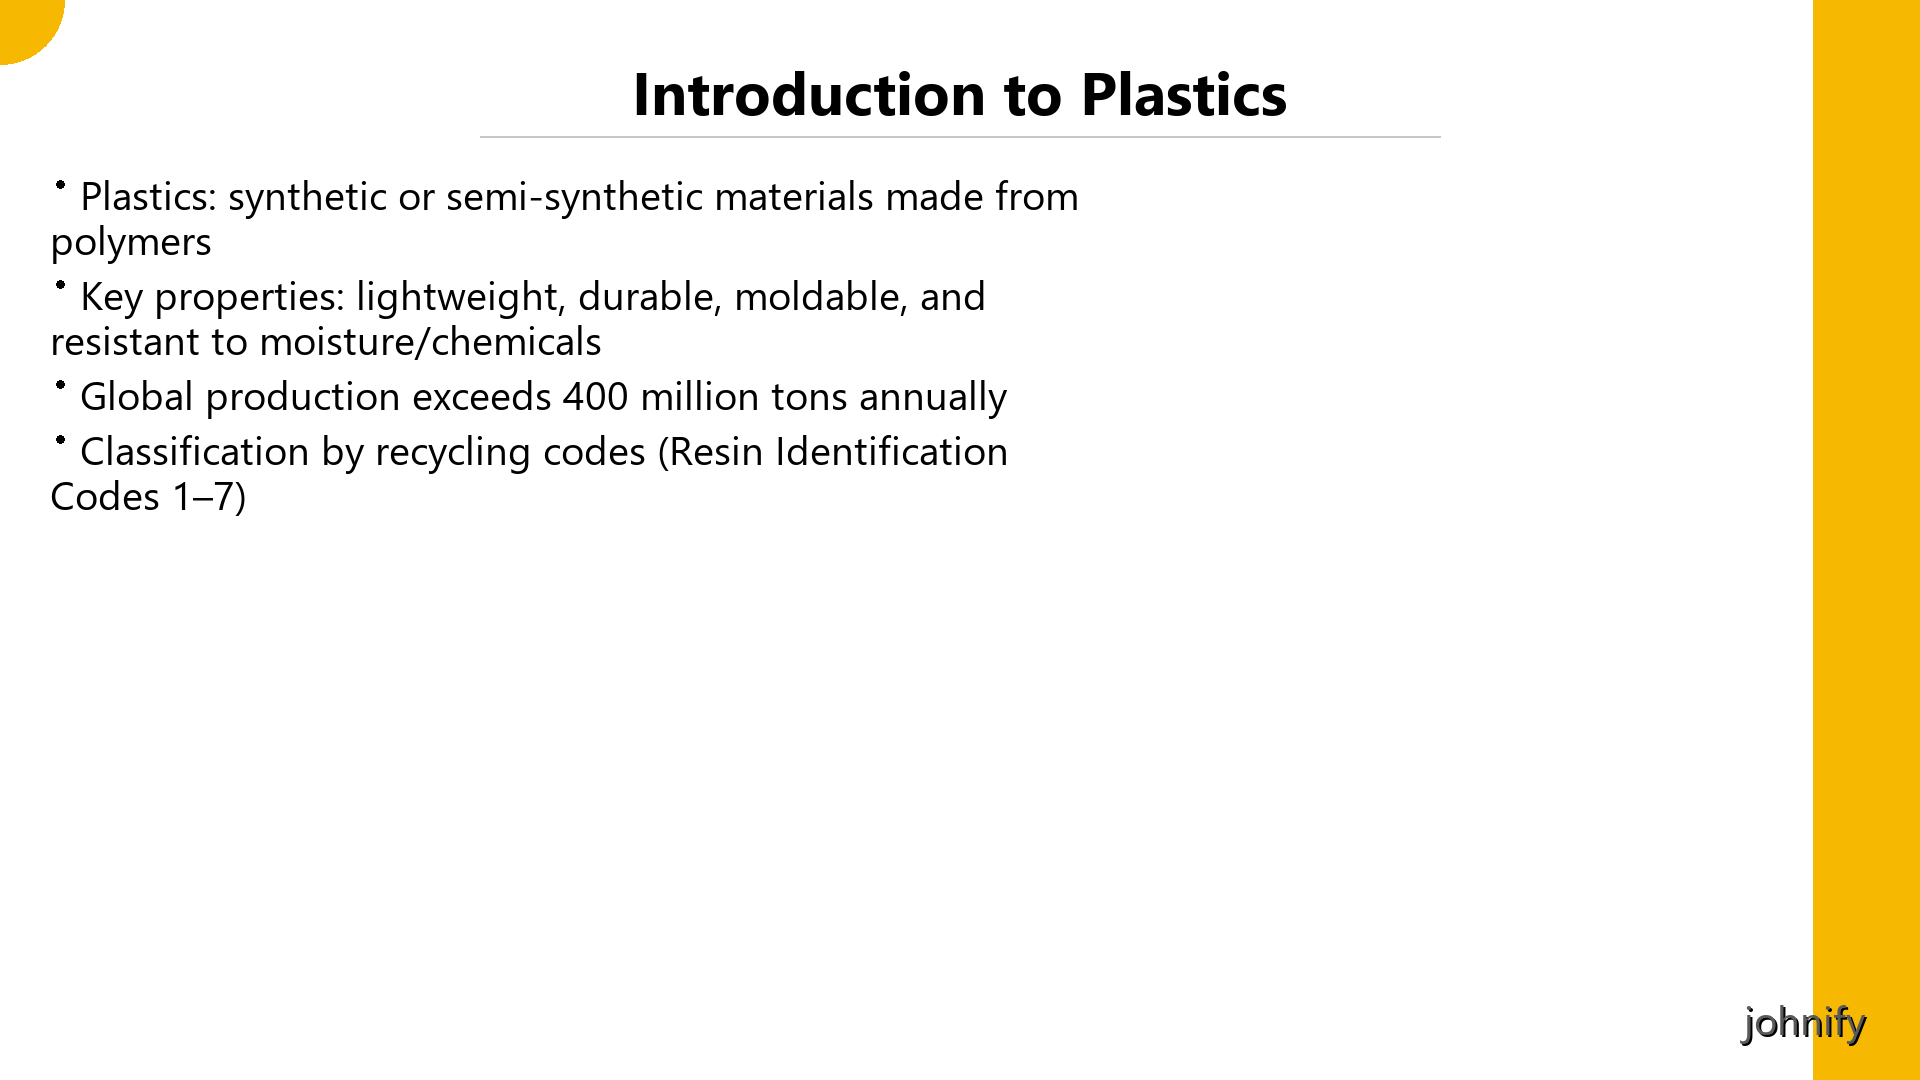 Introduction to Plastics
• Plastics: synthetic or semi-synthetic materials made from
polymers
• Key properties: lightweight, durable, moldable, and
resistant to moisture/chemicals
• Global production exceeds 400 million tons annually
• Classification by recycling codes (Resin Identification
Codes 1–7)
johnify